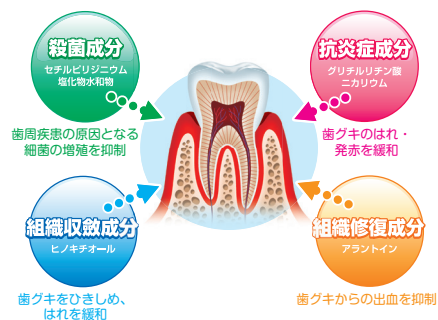 殺菌成分
セチルピリジニウム
塩化物水和物
歯周疾患の原因となる
細菌の増殖を抑制
抗炎症成分
グリチルリチン酸
ニカリウム
歯グキのはれ・
発赤を緩和
組織収斂成分
ヒノキチオール
歯グキをひきしめ、
はれを緩和
組織修復成分
アラントイン
歯グキからの出血を抑制